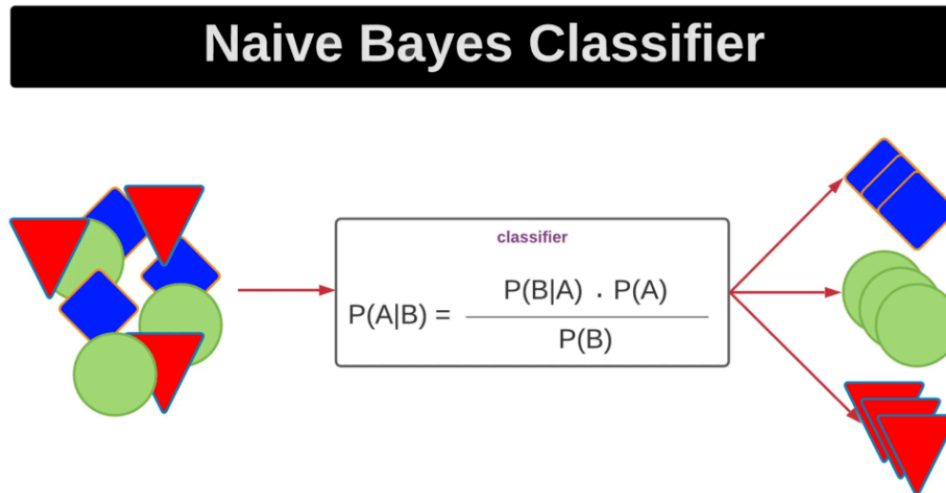 Naive Bayes Classifier
classifier
P(A|B) = P(B|A) . P(A)
P(B)